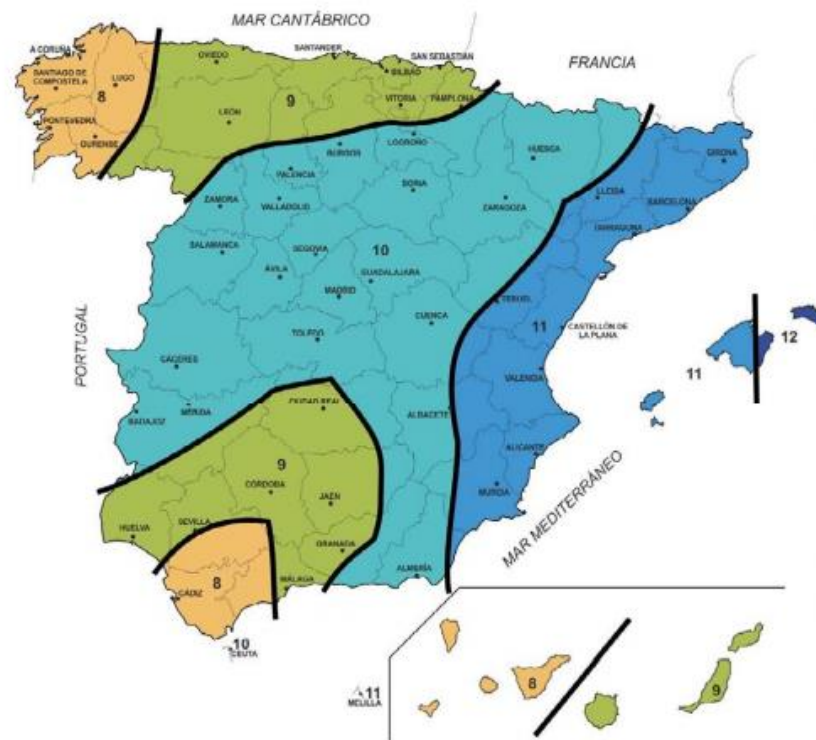 MAR CANTÁBRICO
A CORUÑA
SANTANDER
SAN SEBASTIÁN
FRANCIA
OVIEDO
SANTIAGO DE
COMPOSTELA
LUGO
BILBAO
8
9
VITORIA
PAMPLONA
PONTEVEDRA
LEÓN
OURENSE
BURGOS
LOGROÑO
HUESCA
GIRONA
PALENCIA
SORIA
LLEIDA
ZAMORA
VALLADOLID
ZARAGOZA
BARCELONA
TARRAGONA
SALAMANCA
SEGOVIA
10
ÁVILA
GUADALAJARA
MADRID
TERUEL
PORTUGAL
CUENCA
11
CASTELLÓN DE
LA PLANA
12
TOLEDO
CÁCERES
VALENCIA
11
CIUDAD REAL
ALBACETE
BADAJOZ
MÉRIDA
ALICANTE
9
CÓRDOBA
JAÉN
MURCIA
MAR MEDITERRÁNEO
HUELVA
SEVILLA
GRANADA
8
MÁLAGA
ALMERÍA
CÁDIZ
10
CEUTA
8
9
11
MELILLA